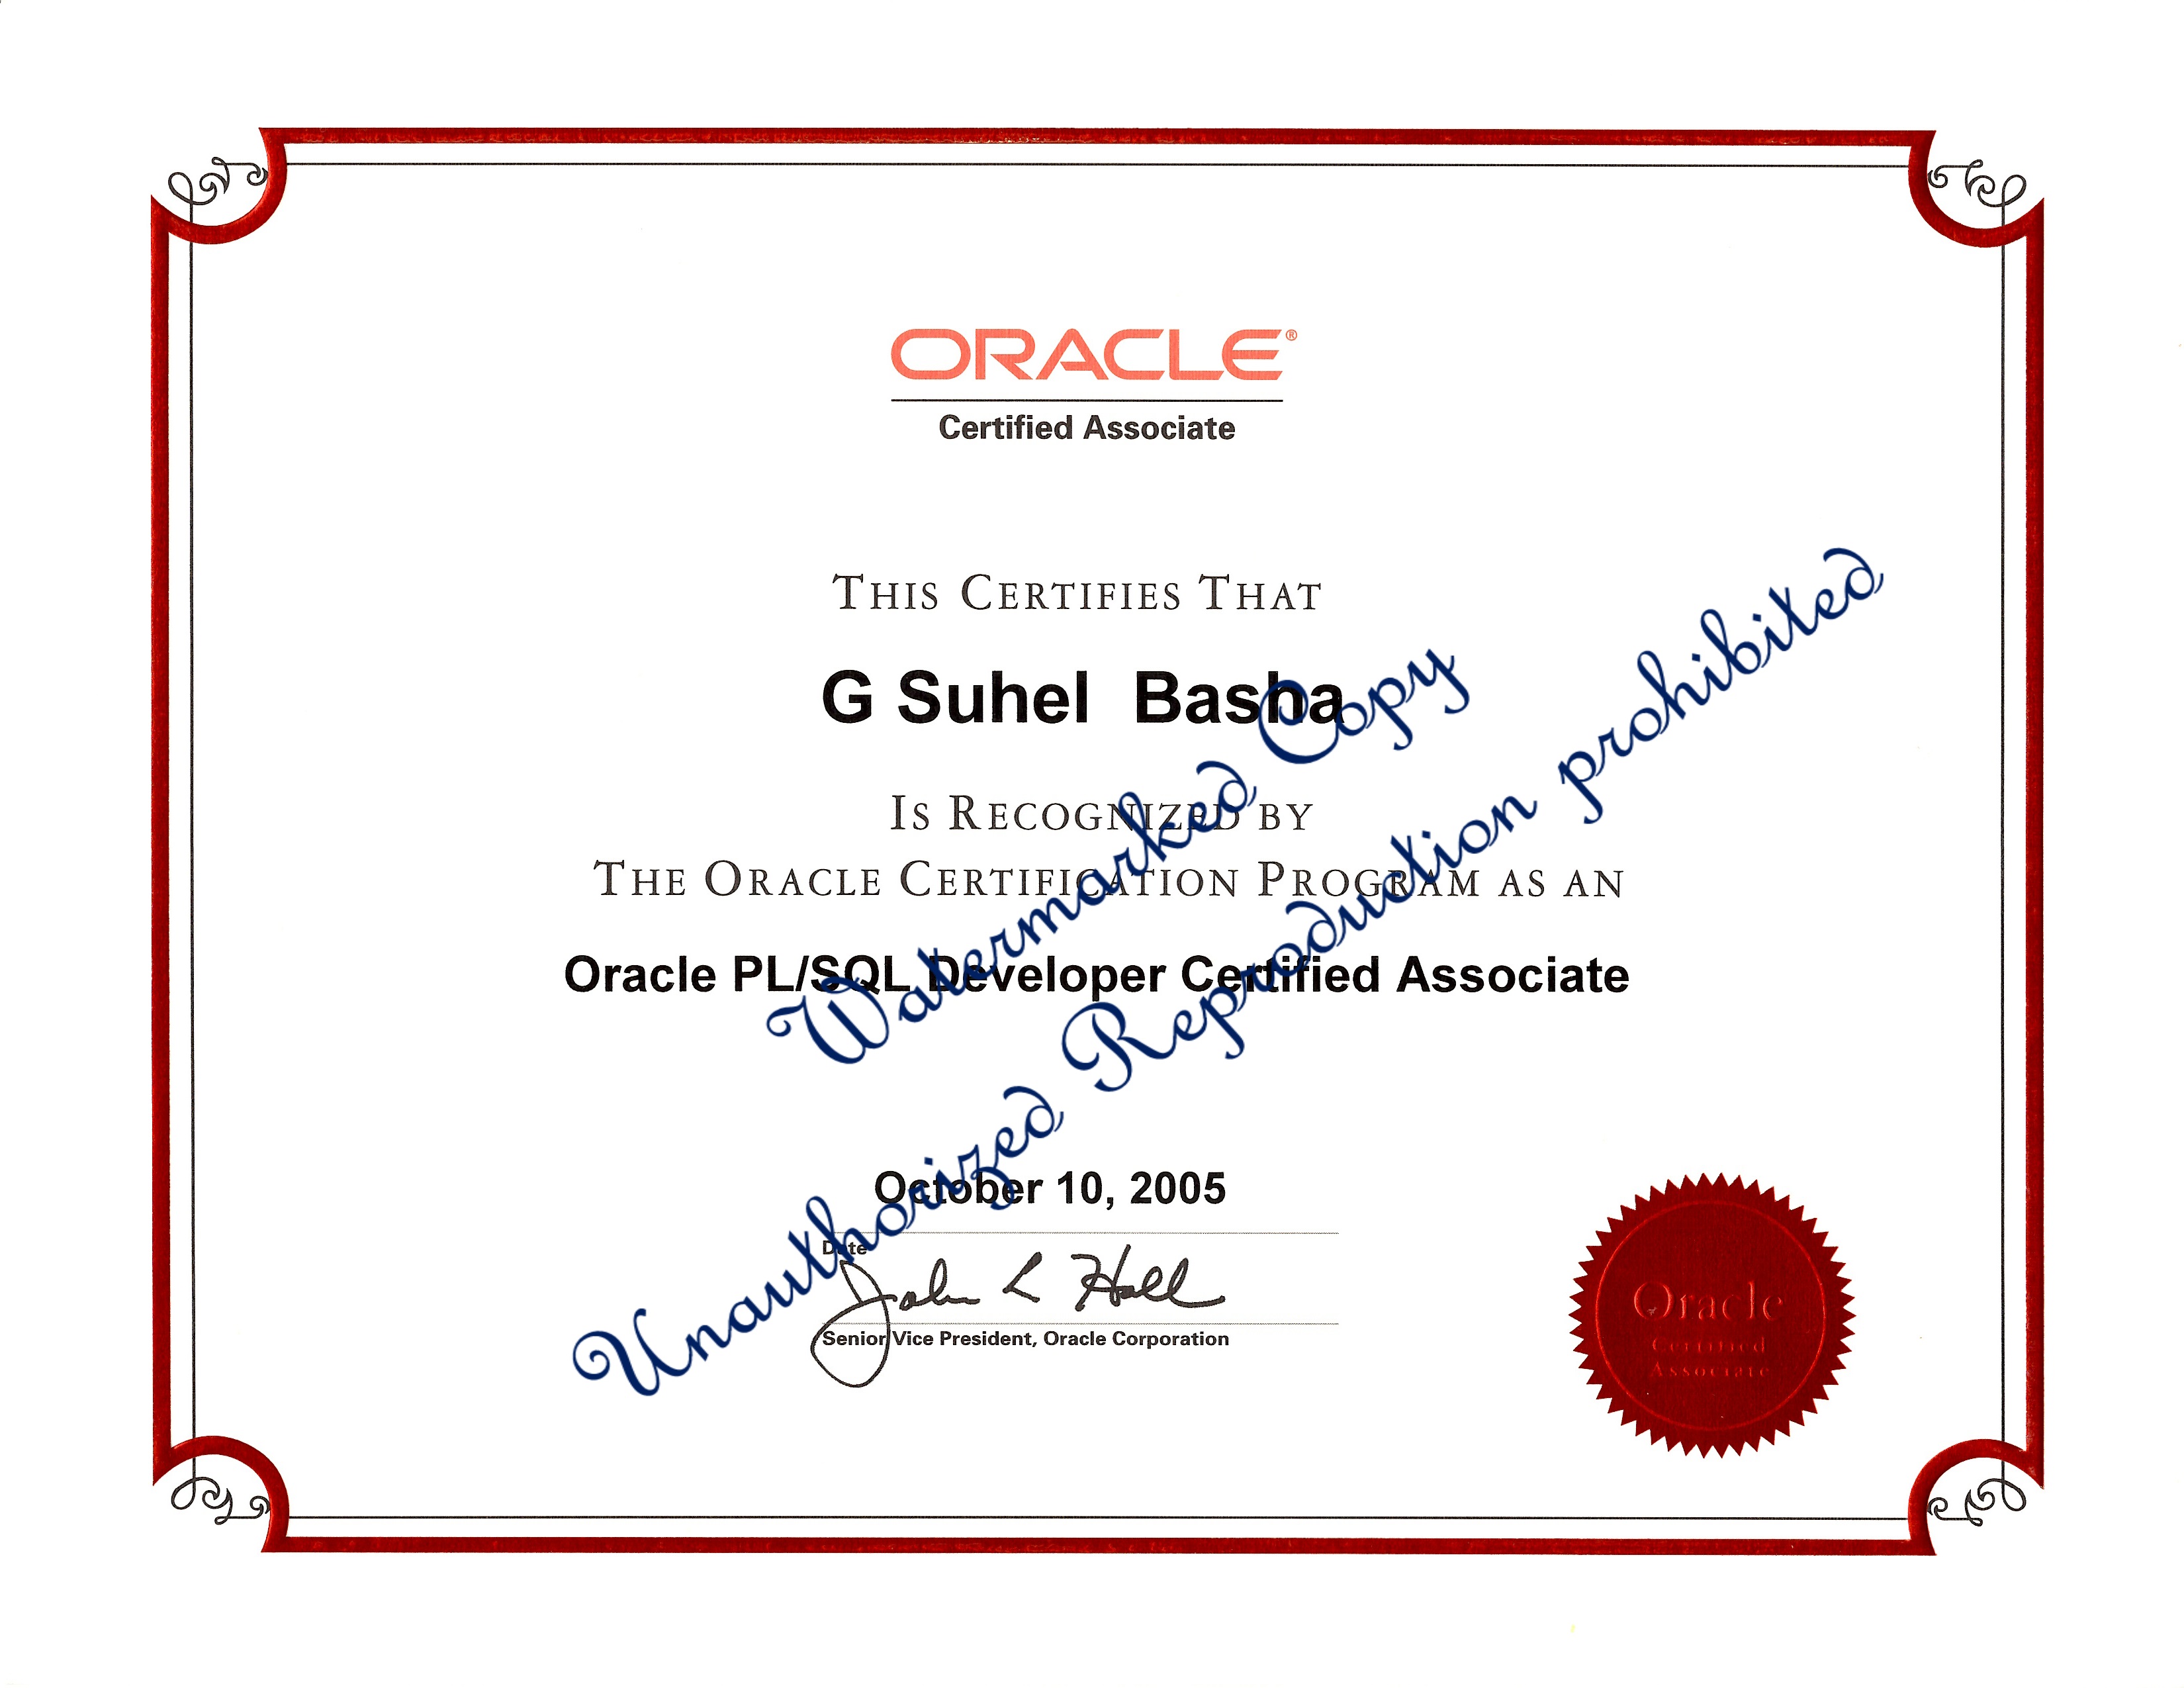 ORACLE®
Certified Associate
THIS CERTIFIES THAT
G Suhel Basha
IS RECOGNIZED BY
THE ORACLE CERTIFICATION PROGRAM AS AN
Oracle PL/SQL Developer Certified Associate
Watermarked Copy
Unauthorized Reproduction prohibited
October 10, 2005
Date
John L Hall
Senior Vice President, Oracle Corporation
Oracle
Certified
Associate